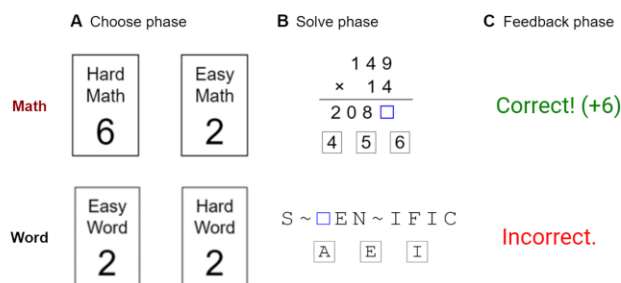 A Choose phase
B Solve phase
C Feedback phase
Math
Hard
Math
6
Easy
Math
2
149
× 14
208
4 5 6
Correct! (+6)
Word
Easy
Word
2
Hard
Word
2
S~ EN~IFIC
A E I
Incorrect.